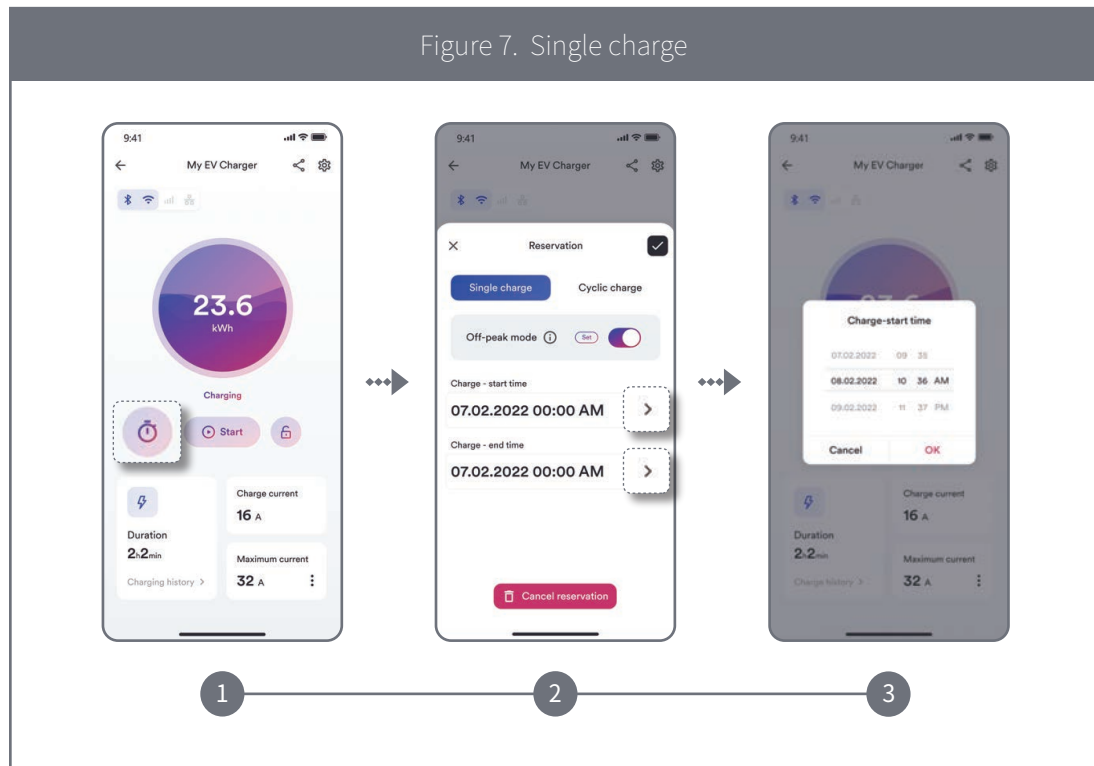 Figure 7. Single charge
9:41
My EV Charger
23.6
kWh
Charging
Start
Duration
2h2min
Charging history >
Charge current
16 A
Maximum current
32 A
9:41
My EV Charger
Reservation
Single charge
Cyclic charge
Off-peak mode
Set
Charge - start time
07.02.2022 00:00 AM
Charge - end time
07.02.2022 00:00 AM
Cancel reservation
9:41
My EV Charger
Charge-start time
07.02.2022 09 35
08.02.2022 10 36 AM
09.02.2022 11 37 PM
Cancel OK
Duration
2h2min
Charge history >
Charge current
16 A
Maximum current
32 A
1
2
3